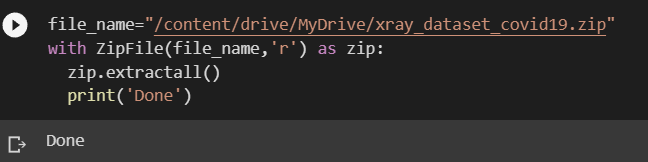 file_name="/content/drive/MyDrive/xray_dataset_covid19.zip"
with ZipFile(file_name,'r') as zip:
  zip.extractall()
  print('Done')
Done